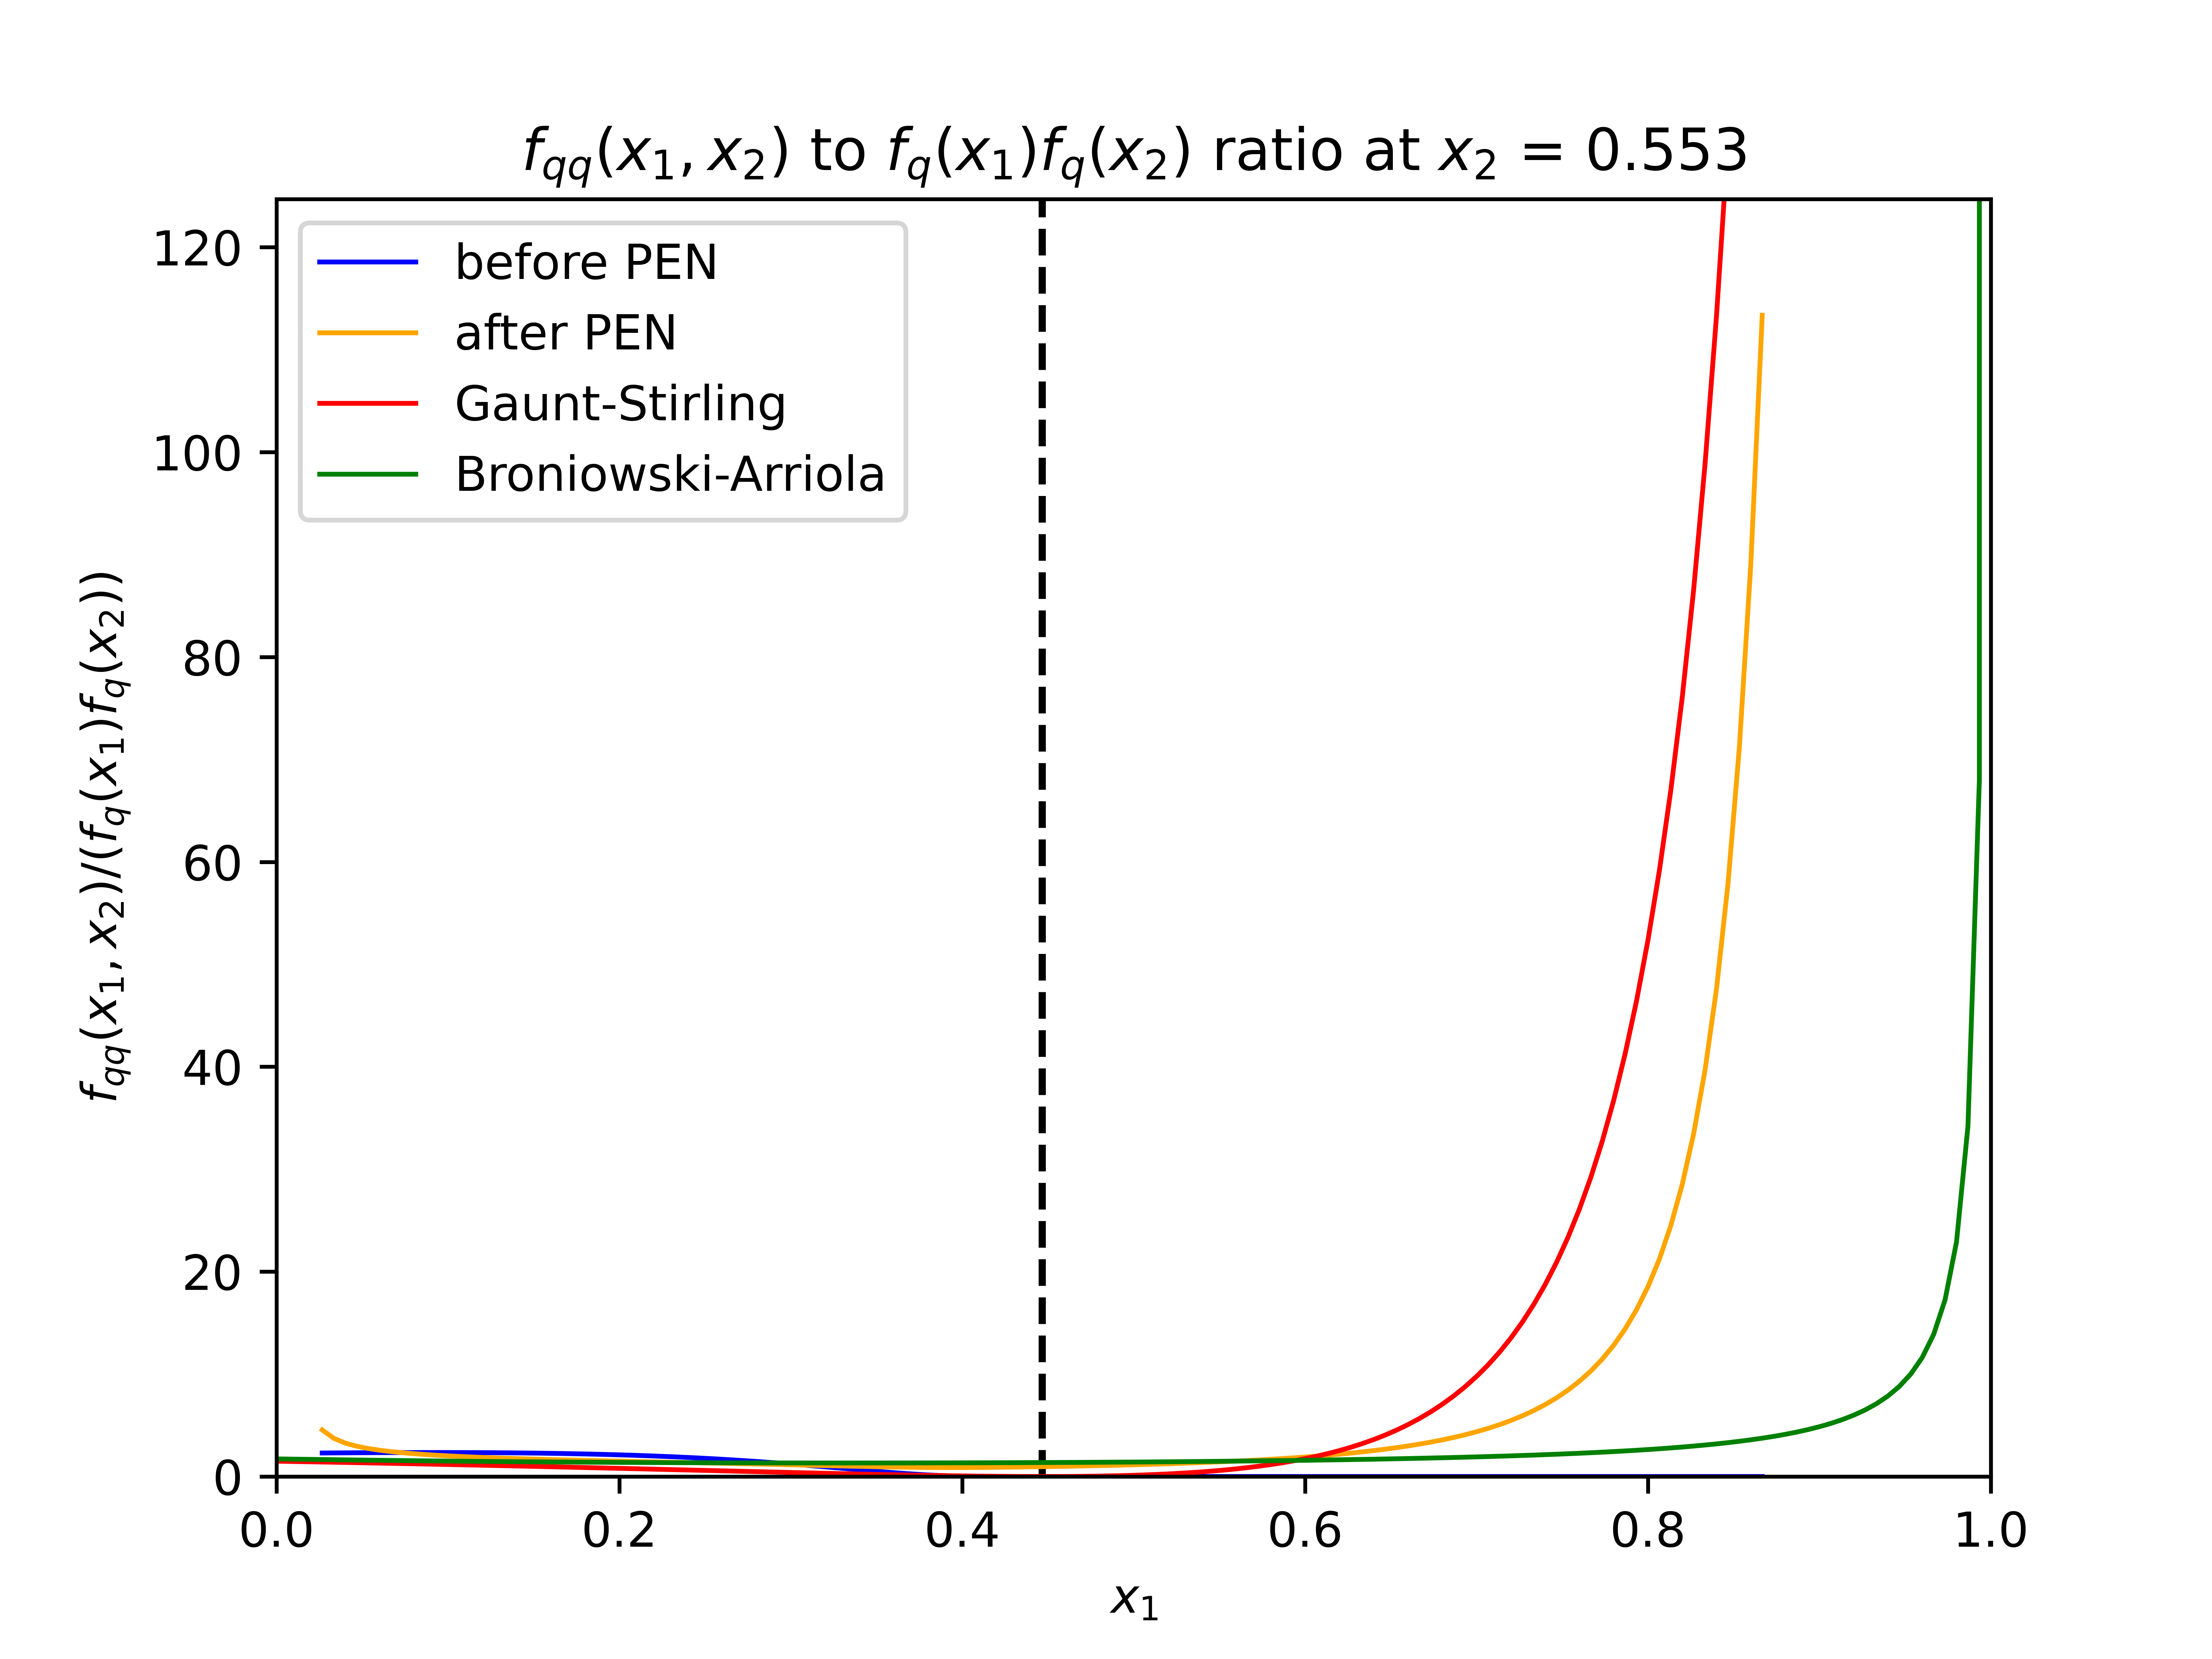 f_qq(x_1, x_2) to f_q(x_1)f_q(x_2) ratio at x_2 = 0.553
before PEN
after PEN
Gaunt-Stirling
Broniowski-Arriola
f_qq(x_1, x_2)/(f_q(x_1)f_q(x_2))
120
100
80
60
40
20
0
0.0 0.2 0.4 0.6 0.8 1.0
x_1